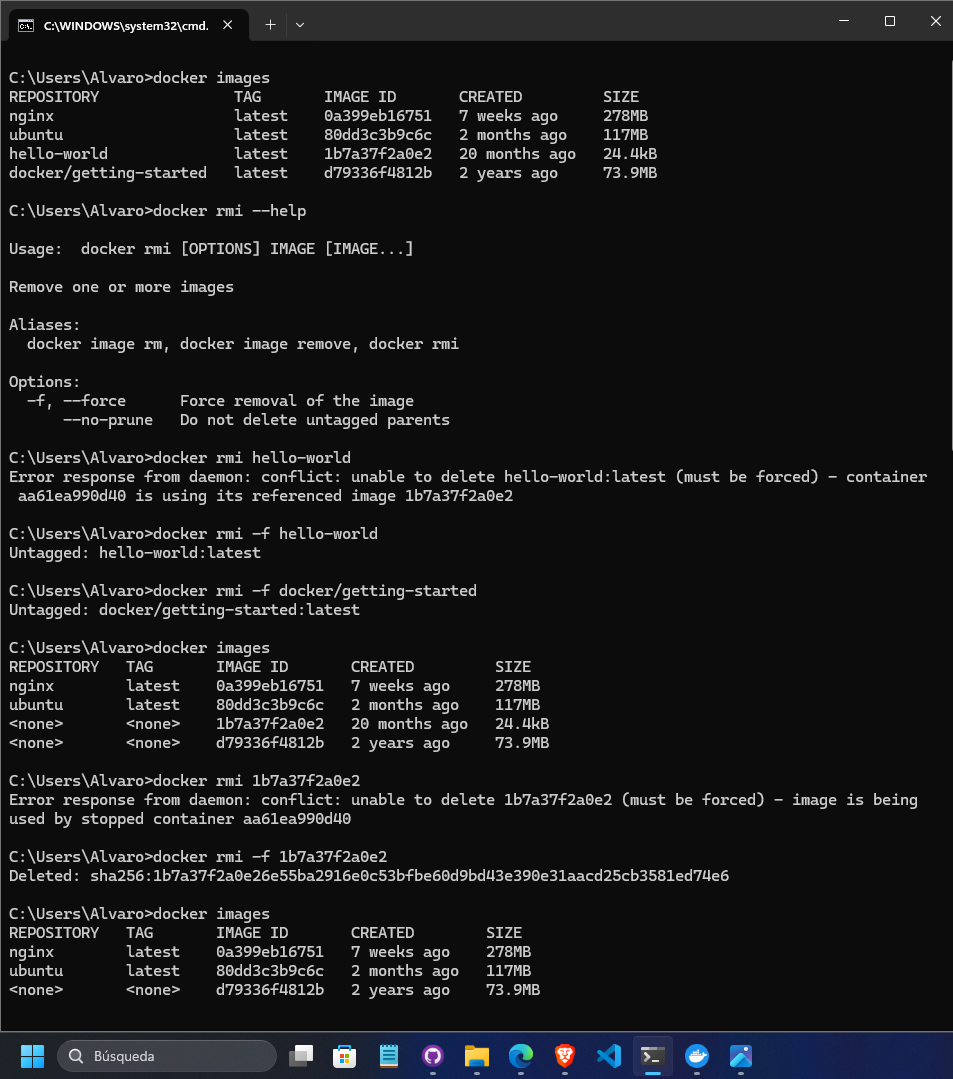 C:\WINDOWS\system32\cmd.
C:\Users\Alvaro>docker images
REPOSITORY               TAG       IMAGE ID       CREATED         SIZE
nginx                    latest    0a399eb16751   7 weeks ago     278MB
ubuntu                   latest    80dd3c3b9c6c   2 months ago    117MB
hello-world              latest    1b7a37f2a0e2   20 months ago   24.4kB
docker/getting-started   latest    d79336f4812b   2 years ago     73.9MB
C:\Users\Alvaro>docker rmi --help
Usage:  docker rmi [OPTIONS] IMAGE [IMAGE...]
Remove one or more images
Aliases:
  docker image rm, docker image remove, docker rmi
Options:
  -f, --force      Force removal of the image
      --no-prune   Do not delete untagged parents
C:\Users\Alvaro>docker rmi hello-world
Error response from daemon: conflict: unable to delete hello-world:latest (must be forced) - container
 aa61ea990d40 is using its referenced image 1b7a37f2a0e2
C:\Users\Alvaro>docker rmi -f hello-world
Untagged: hello-world:latest
C:\Users\Alvaro>docker rmi -f docker/getting-started
Untagged: docker/getting-started:latest
C:\Users\Alvaro>docker images
REPOSITORY   TAG       IMAGE ID       CREATED         SIZE
nginx        latest    0a399eb16751   7 weeks ago     278MB
ubuntu       latest    80dd3c3b9c6c   2 months ago    117MB
<none>       <none>    1b7a37f2a0e2   20 months ago   24.4kB
<none>       <none>    d79336f4812b   2 years ago     73.9MB
C:\Users\Alvaro>docker rmi 1b7a37f2a0e2
Error response from daemon: conflict: unable to delete 1b7a37f2a0e2 (must be forced) - image is being
used by stopped container aa61ea990d40
C:\Users\Alvaro>docker rmi -f 1b7a37f2a0e2
Deleted: sha256:1b7a37f2a0e26e55ba2916e0c53bfbe60d9bd43e390e31aacd25cb3581ed74e6
C:\Users\Alvaro>docker images
REPOSITORY   TAG       IMAGE ID       CREATED        SIZE
nginx        latest    0a399eb16751   7 weeks ago    278MB
ubuntu       latest    80dd3c3b9c6c   2 months ago   117MB
<none>       <none>    d79336f4812b   2 years ago    73.9MB
Búsqueda